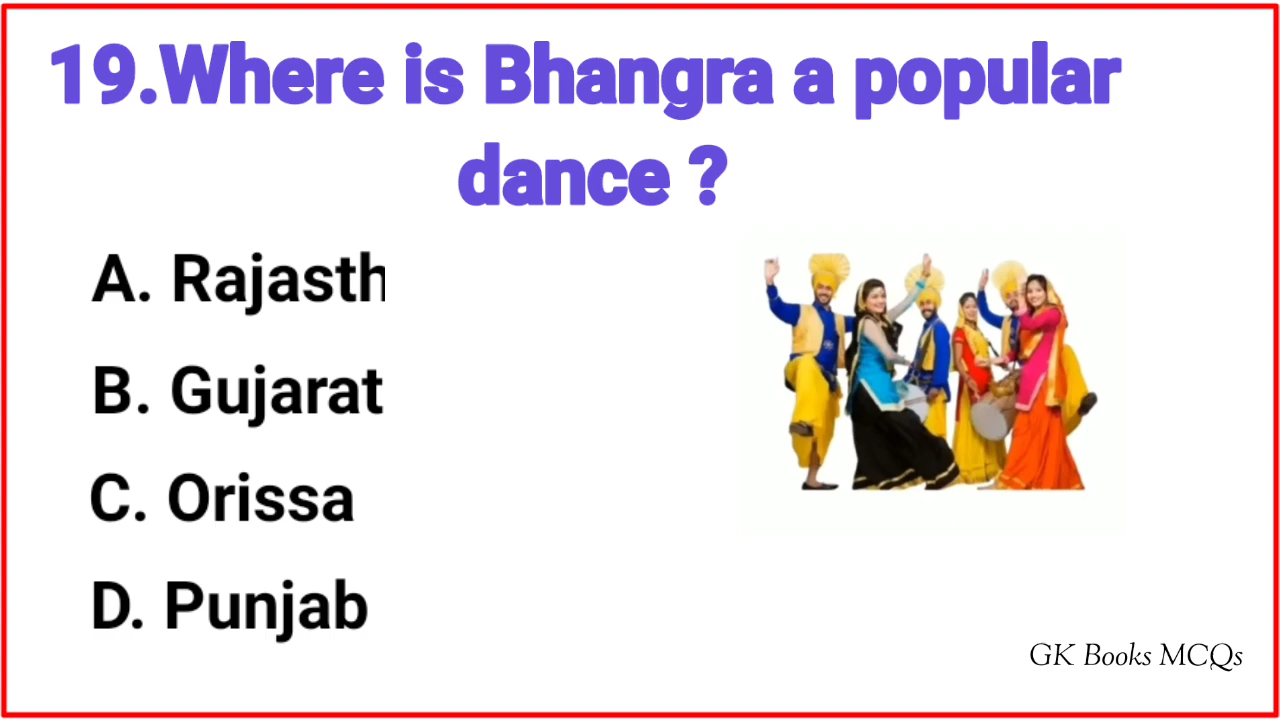 19.Where is Bhangra a popular
dance ?
A. Rajasth
B. Gujarat
C. Orissa
D. Punjab
GK Books MCQs